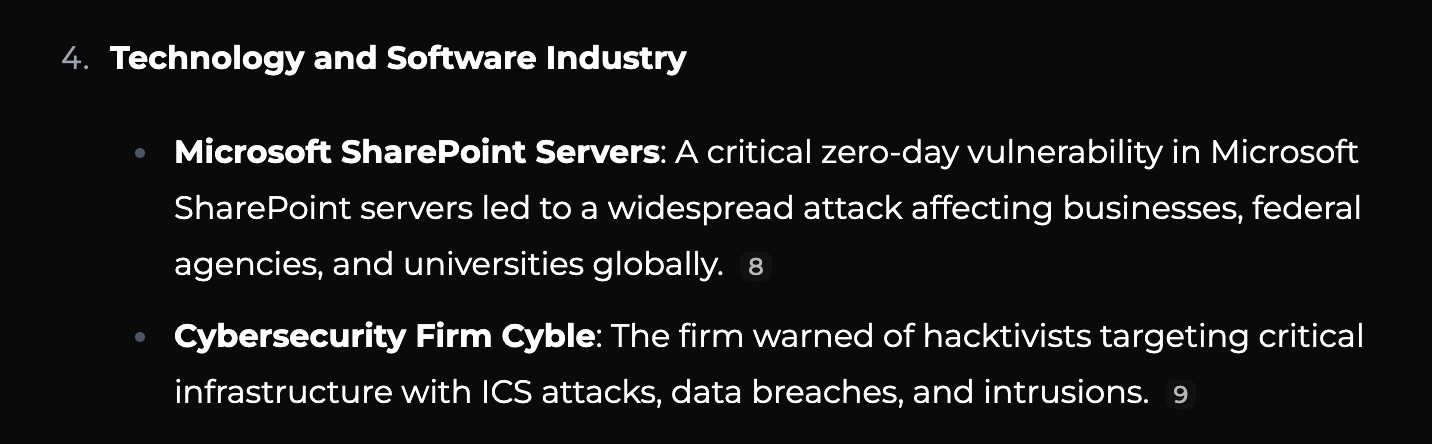 4. Technology and Software Industry
• Microsoft SharePoint Servers: A critical zero-day vulnerability in Microsoft
SharePoint servers led to a widespread attack affecting businesses, federal
agencies, and universities globally. 8
• Cybersecurity Firm Cyble: The firm warned of hacktivists targeting critical
infrastructure with ICS attacks, data breaches, and intrusions. 9